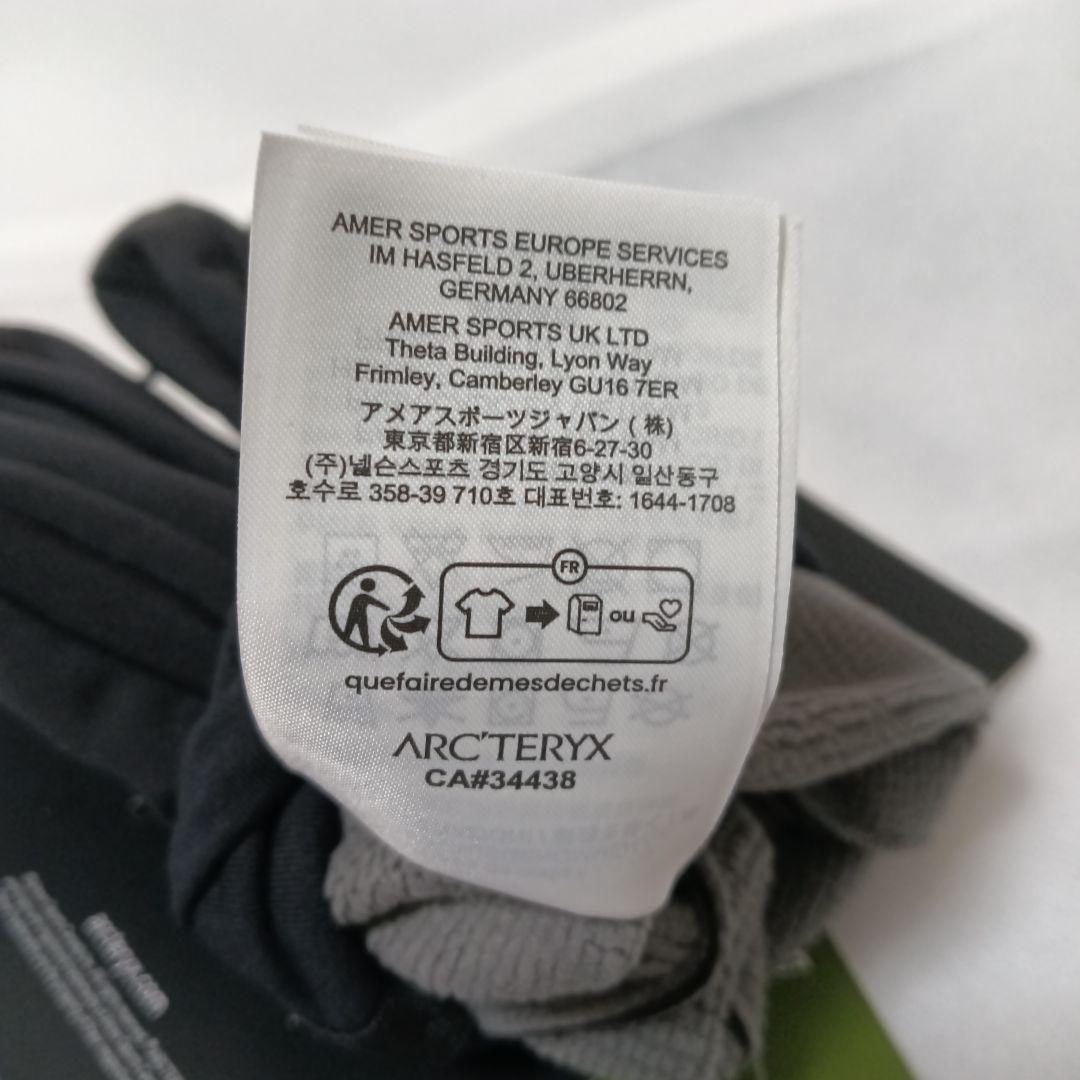 AMER SPORTS EUROPE SERVICES
IM HASFELD 2, UBERHERRN,
GERMANY 66802
AMER SPORTS UK LTD
Theta Building, Lyon Way
Frimley, Camberley GU16 7ER
アメアスポーツジャパン (株)
東京都新宿区新宿6-27-30
(주)넬슨스포츠 경기도 고양시 일산동구
호수로 358-39 710호 대표번호: 1644-1708
FR
ou
quefairedemesdechets.fr
ARC'TERYX
CA#34438
arcteryx.com